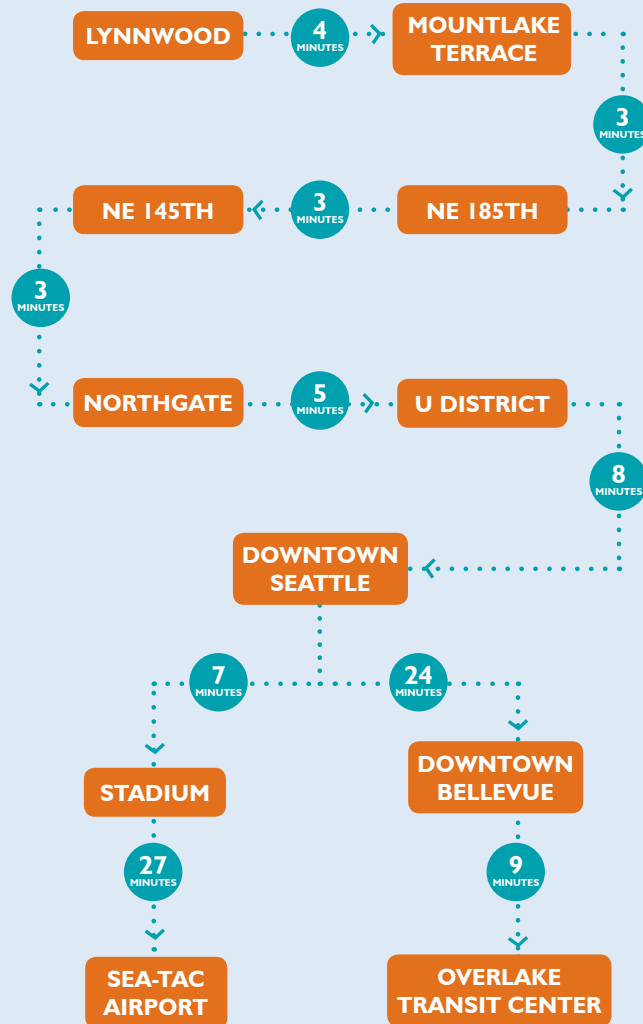 LYNNWOOD
4
MINUTES
MOUNTLAKE
TERRACE
3
MINUTES
NE 185TH
3
MINUTES
NE 145TH
3
MINUTES
NORTHGATE
5
MINUTES
U DISTRICT
8
MINUTES
DOWNTOWN
SEATTLE
7
MINUTES
24
MINUTES
STADIUM
DOWNTOWN
BELLEVUE
27
MINUTES
9
MINUTES
SEA-TAC
AIRPORT
OVERLAKE
TRANSIT CENTER